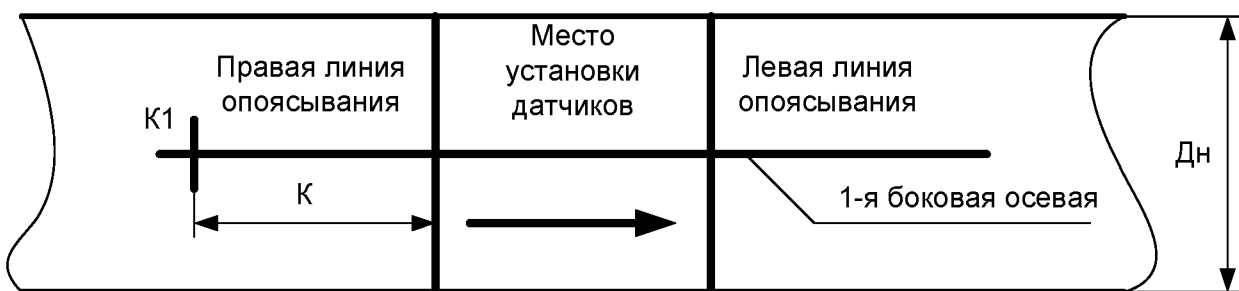 Место
установки
датчиков
Правая линия
опоясывания
Левая линия
опоясывания
К1
К
Дн
1-я боковая осевая